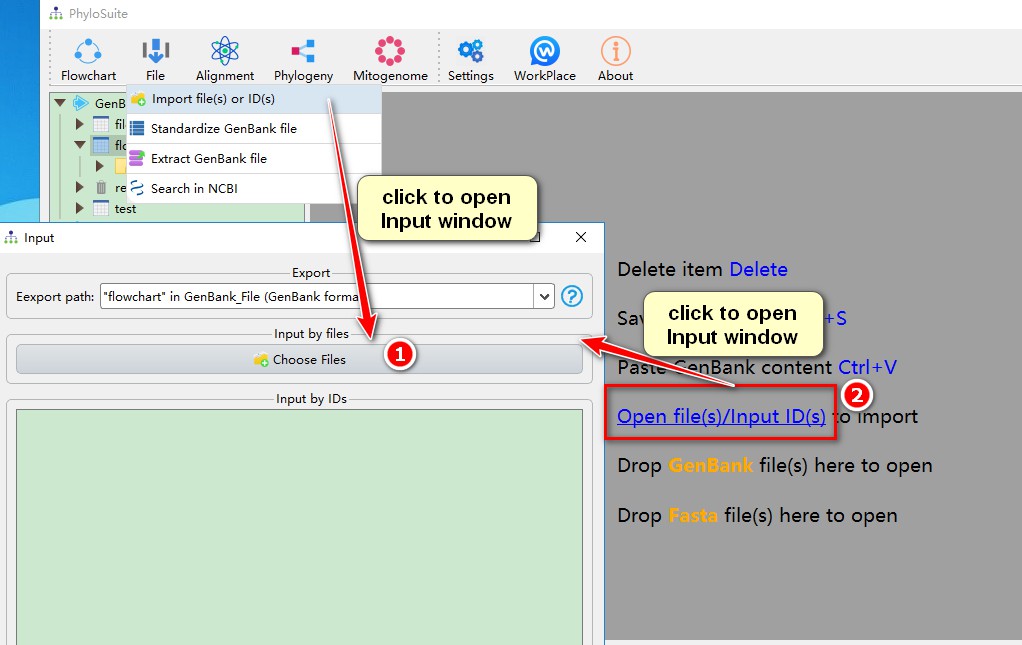 PhyloSuite
Flowchart File Alignment Phylogeny Mitogenome Settings WorkPlace About
GenB
Import file(s) or ID(s)
fil
Standardize GenBank file
flo
Extract GenBank file
re
Search in NCBI
test
click to open
Input window
Input
Export
Eexport path: "flowchart" in GenBank_File (GenBank forma
?
Input by files
Choose Files
1
Input by IDs
Delete item Delete
Sav
+S
click to open
Input window
Paste GenBank content Ctrl+V
2
Open file(s)/Input ID(s) to import
Drop GenBank file(s) here to open
Drop Fasta file(s) here to open